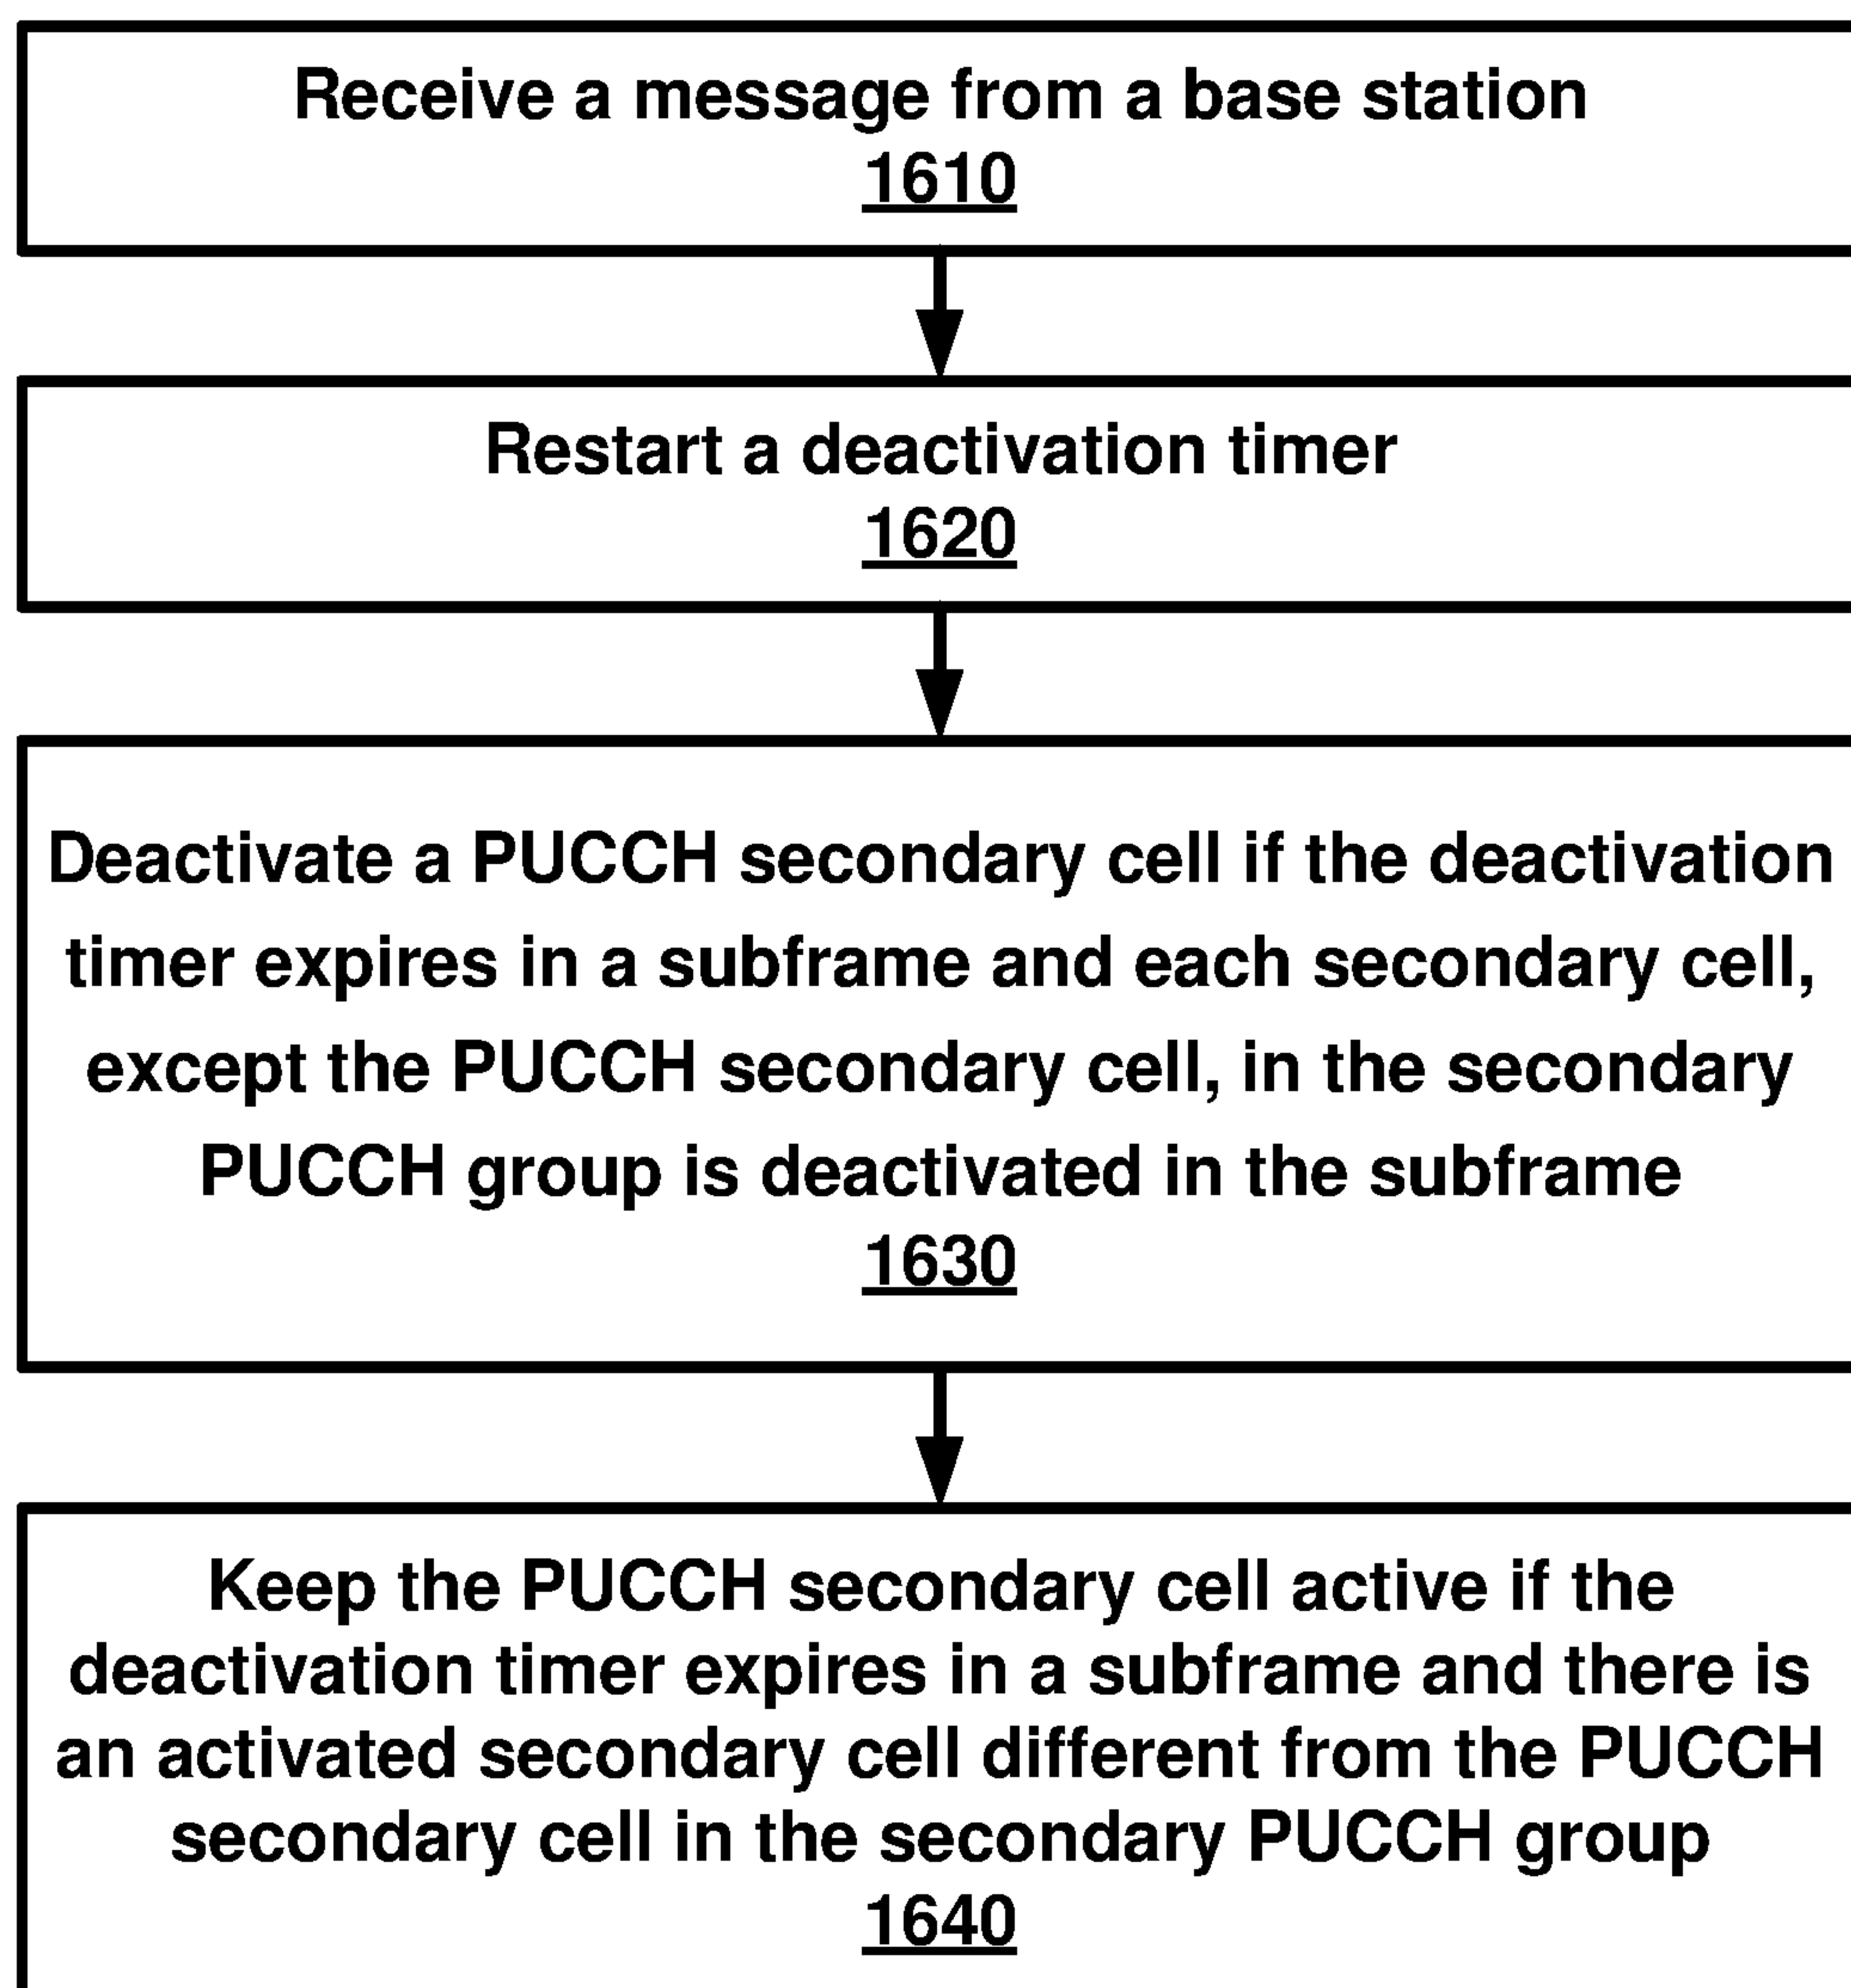 Receive a message from a base station
1610
Restart a deactivation timer
1620
Deactivate a PUCCH secondary cell if the deactivation
timer expires in a subframe and each secondary cell,
except the PUCCH secondary cell, in the secondary
PUCCH group is deactivated in the subframe
1630
Keep the PUCCH secondary cell active if the
deactivation timer expires in a subframe and there is
an activated secondary cell different from the PUCCH
secondary cell in the secondary PUCCH group
1640